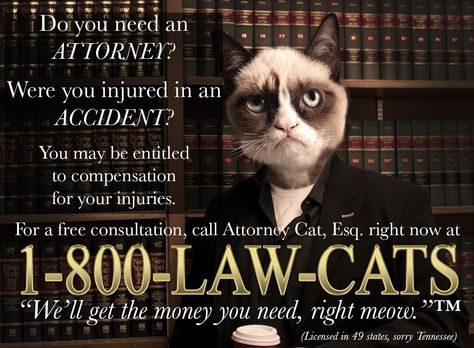 Do you need an
ATTORNEY?
Were you injured in an
ACCIDENT?
You may be entitled
to compensation
for your injuries.
For a free consultation, call Attorney Cat, Esq. right now at
1-800-LAW-CATS
“We’ll get the money you need, right meow.”™
(Licensed in 49 states, sorry Tennessee)